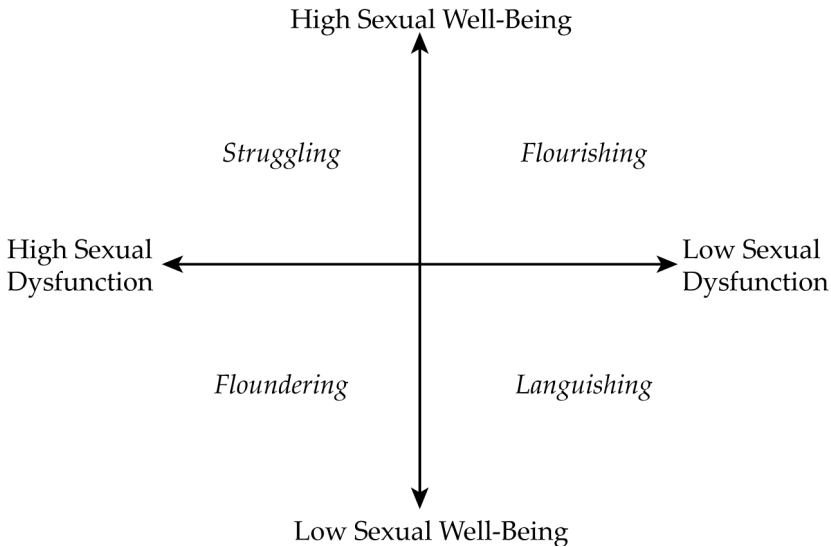 High Sexual Well-Being
Struggling
Flourishing
High Sexual
Dysfunction
Low Sexual
Dysfunction
Floundering
Languishing
Low Sexual Well-Being